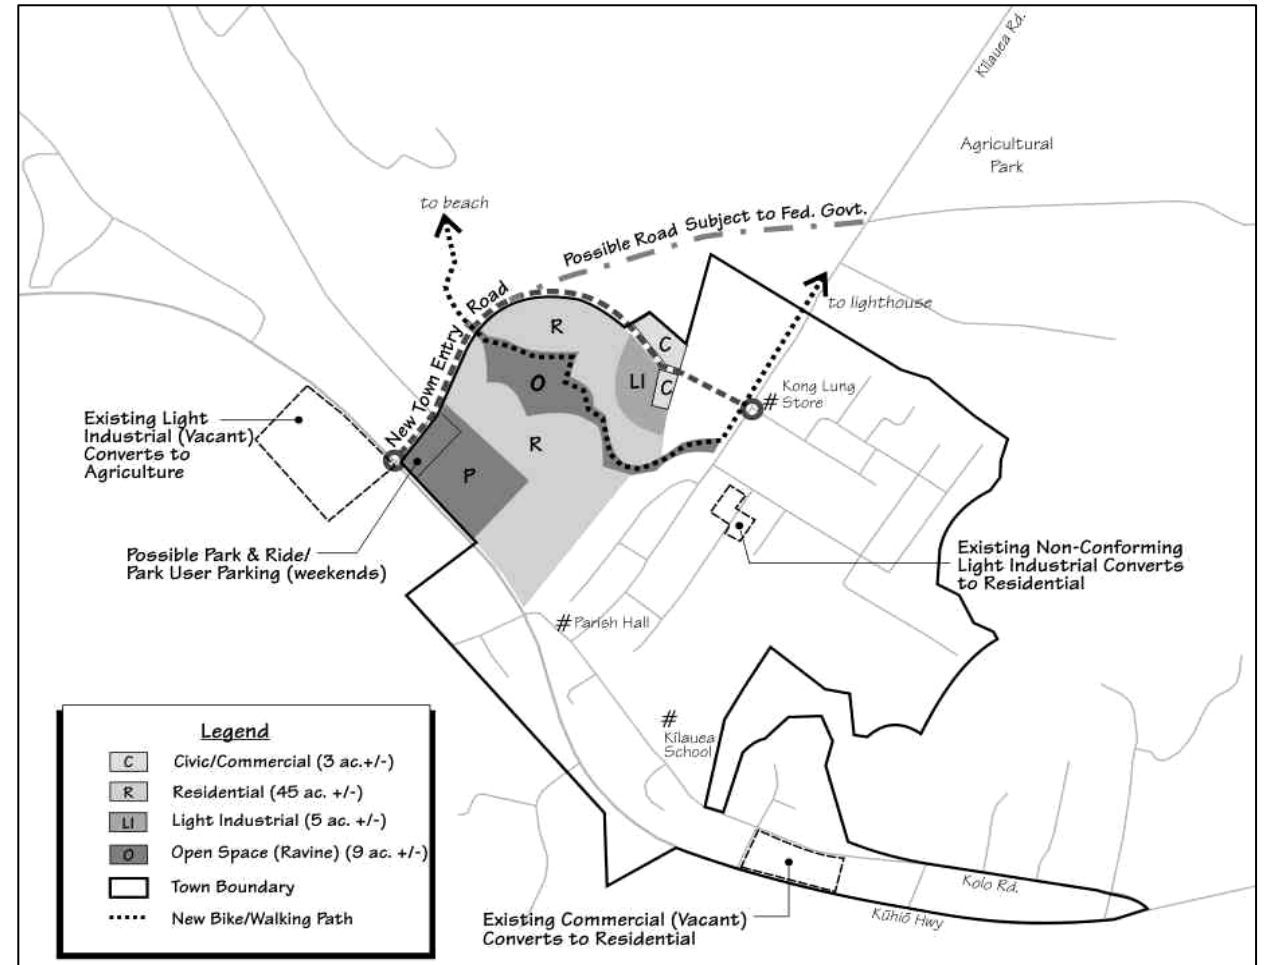 Kīlauea Rd.
Agricultural
Park
to beach
Possible Road Subject to Fed. Govt.
New Town Entry Road
to lighthouse
R
C
LI
C
O
Kong Lung
Store
#
Existing Light
Industrial (Vacant)
Converts to
Agriculture
R
P
Possible Park & Ride/
Park User Parking (weekends)
Existing Non-Conforming
Light Industrial Converts
to Residential
# Parish Hall
#
Kīlauea
School
Legend
C Civic/Commercial (3 ac.+/-)
R Residential (45 ac. +/-)
LI Light Industrial (5 ac. +/-)
O Open Space (Ravine) (9 ac. +/-)
Town Boundary
New Bike/Walking Path
Kolo Rd.
Kūhiō Hwy
Existing Commercial (Vacant)
Converts to Residential